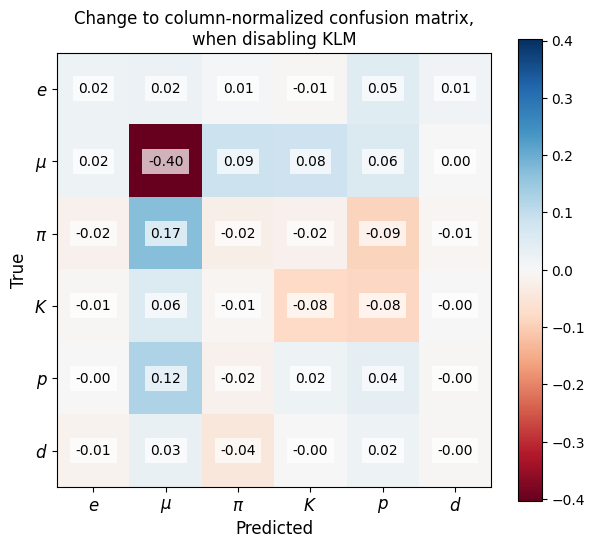 Change to column-normalized confusion matrix,
when disabling KLM
e 0.02 0.02 0.01 -0.01 0.05 0.01
μ 0.02 -0.40 0.09 0.08 0.06 0.00
π -0.02 0.17 -0.02 -0.02 -0.09 -0.01
K -0.01 0.06 -0.01 -0.08 -0.08 -0.00
p -0.00 0.12 -0.02 0.02 0.04 -0.00
d -0.01 0.03 -0.04 -0.00 0.02 -0.00
e μ π K p d
Predicted
True
0.4
0.3
0.2
0.1
0.0
−0.1
−0.2
−0.3
−0.4